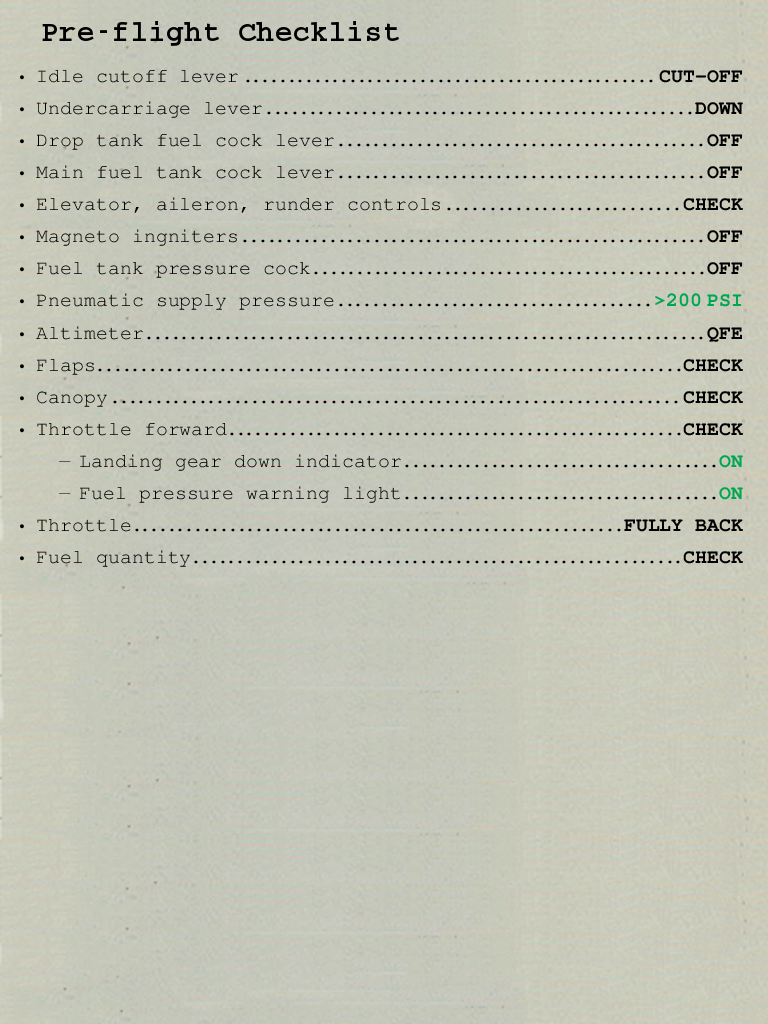 Pre-flight Checklist
• Idle cutoff lever..............................................CUT-OFF
• Undercarriage lever................................................DOWN
• Drop tank fuel cock lever.........................................OFF
• Main fuel tank cock lever.........................................OFF
• Elevator, aileron, runder controls..........................CHECK
• Magneto ingniters....................................................OFF
• Fuel tank pressure cock............................................OFF
• Pneumatic supply pressure...................................>200 PSI
• Altimeter...............................................................QFE
• Flaps..................................................................CHECK
• Canopy................................................................CHECK
• Throttle forward...................................................CHECK
— Landing gear down indicator...................................ON
— Fuel pressure warning light...................................ON
• Throttle.......................................................FULLY BACK
• Fuel quantity.......................................................CHECK